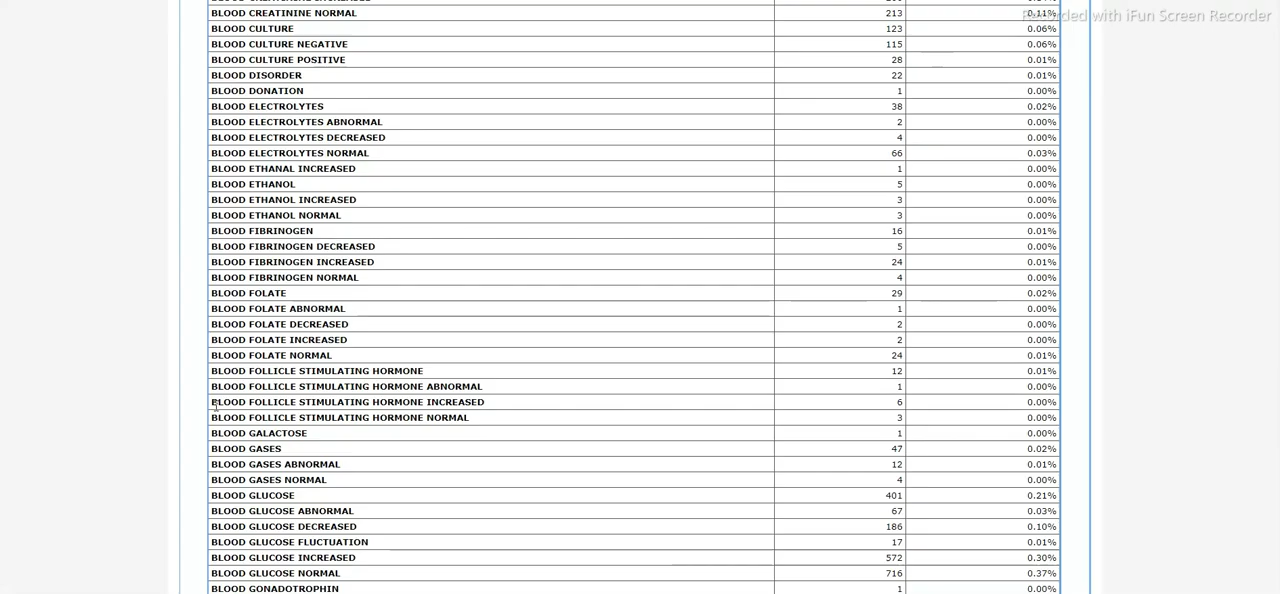 BLOOD CREATININE NORMAL 213 0.11%
Recorded with iFun Screen Recorder
BLOOD CULTURE 123 0.06%
BLOOD CULTURE NEGATIVE 115 0.06%
BLOOD CULTURE POSITIVE 28 0.01%
BLOOD DISORDER 22 0.01%
BLOOD DONATION 1 0.00%
BLOOD ELECTROLYTES 38 0.02%
BLOOD ELECTROLYTES ABNORMAL 2 0.00%
BLOOD ELECTROLYTES DECREASED 4 0.00%
BLOOD ELECTROLYTES NORMAL 66 0.03%
BLOOD ETHANAL INCREASED 1 0.00%
BLOOD ETHANOL 5 0.00%
BLOOD ETHANOL INCREASED 3 0.00%
BLOOD ETHANOL NORMAL 3 0.00%
BLOOD FIBRINOGEN 16 0.01%
BLOOD FIBRINOGEN DECREASED 5 0.00%
BLOOD FIBRINOGEN INCREASED 24 0.01%
BLOOD FIBRINOGEN NORMAL 4 0.00%
BLOOD FOLATE 29 0.02%
BLOOD FOLATE ABNORMAL 1 0.00%
BLOOD FOLATE DECREASED 2 0.00%
BLOOD FOLATE INCREASED 2 0.00%
BLOOD FOLATE NORMAL 24 0.01%
BLOOD FOLLICLE STIMULATING HORMONE 12 0.01%
BLOOD FOLLICLE STIMULATING HORMONE ABNORMAL 1 0.00%
BLOOD FOLLICLE STIMULATING HORMONE INCREASED 6 0.00%
BLOOD FOLLICLE STIMULATING HORMONE NORMAL 3 0.00%
BLOOD GALACTOSE 1 0.00%
BLOOD GASES 47 0.02%
BLOOD GASES ABNORMAL 12 0.01%
BLOOD GASES NORMAL 4 0.00%
BLOOD GLUCOSE 401 0.21%
BLOOD GLUCOSE ABNORMAL 67 0.03%
BLOOD GLUCOSE DECREASED 186 0.10%
BLOOD GLUCOSE FLUCTUATION 17 0.01%
BLOOD GLUCOSE INCREASED 572 0.30%
BLOOD GLUCOSE NORMAL 716 0.37%
BLOOD GONADOTROPHIN 1 0.00%